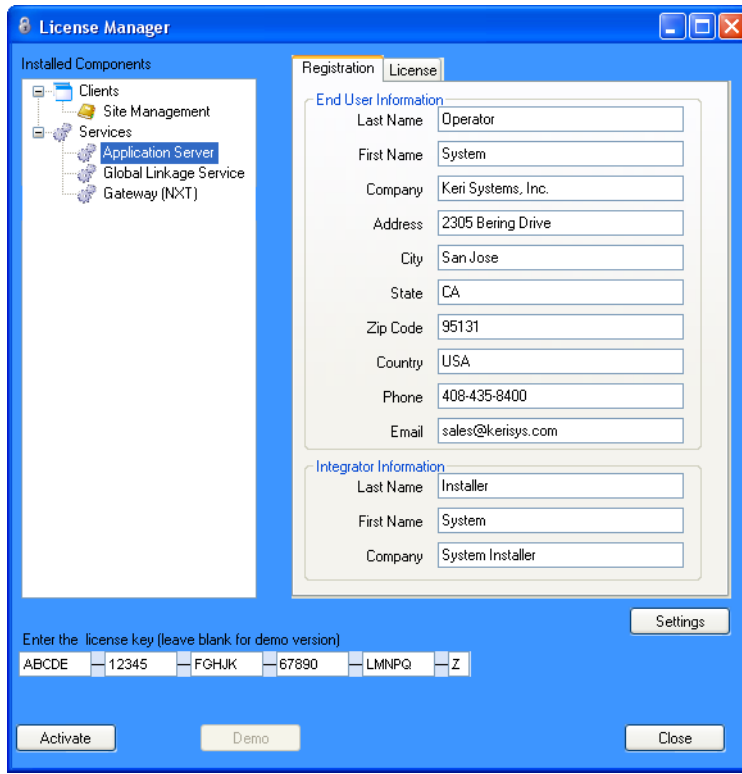 License Manager
Installed Components
Clients
Site Management
Services
Application Server
Global Linkage Service
Gateway (NXT)
Registration License
End User Information
Last Name Operator
First Name System
Company Keri Systems, Inc.
Address 2305 Bering Drive
City San Jose
State CA
Zip Code 95131
Country USA
Phone 408-435-8400
Email sales@kerisys.com
Integrator Information
Last Name Installer
First Name System
Company System Installer
Settings
Enter the license key (leave blank for demo version)
ABCDE — 12345 — FGHJK — 67890 — LMNPQ — Z
Activate Demo Close